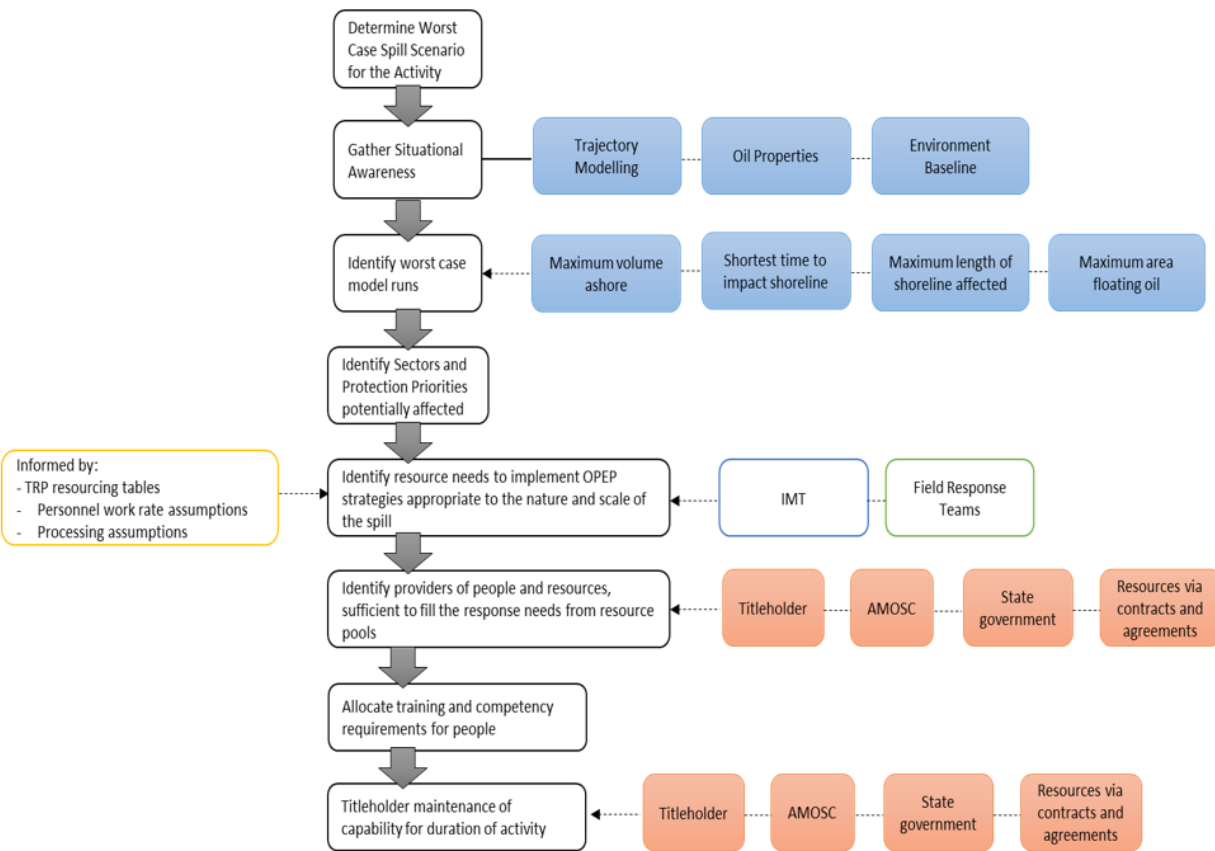 Determine Worst
Case Spill Scenario
for the Activity
Gather Situational
Awareness
Trajectory
Modelling
Oil Properties
Environment
Baseline
Identify worst case
model runs
Maximum volume
ashore
Shortest time to
impact shoreline
Maximum length of
shoreline affected
Maximum area
floating oil
Identify Sectors and
Protection Priorities
potentially affected
Informed by:
- TRP resourcing tables
- Personnel work rate assumptions
- Processing assumptions
Identify resource needs to implement OPEP
strategies appropriate to the nature and scale of
the spill
IMT
Field Response
Teams
Identify providers of people and resources,
sufficient to fill the response needs from resource
pools
Titleholder
AMOSC
State
government
Resources via
contracts and
agreements
Allocate training and competency
requirements for people
Titleholder maintenance of
capability for duration of activity
Titleholder
AMOSC
State
government
Resources via
contracts and
agreements